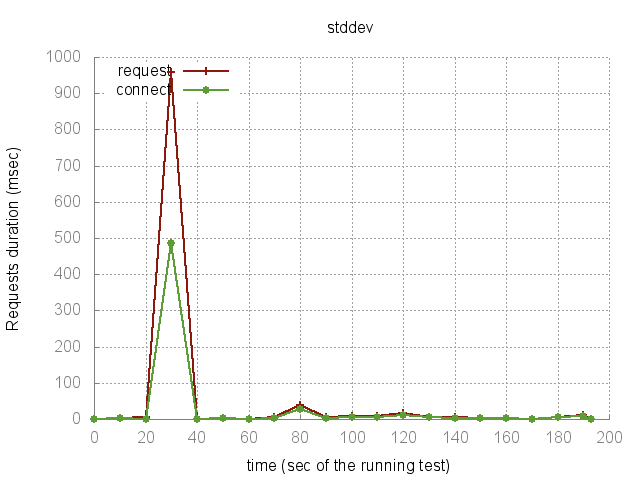 stddev
Requests duration (msec)
1000
900
800
700
600
500
400
300
200
100
0
request
connect
0 20 40 60 80 100 120 140 160 180 200
time (sec of the running test)